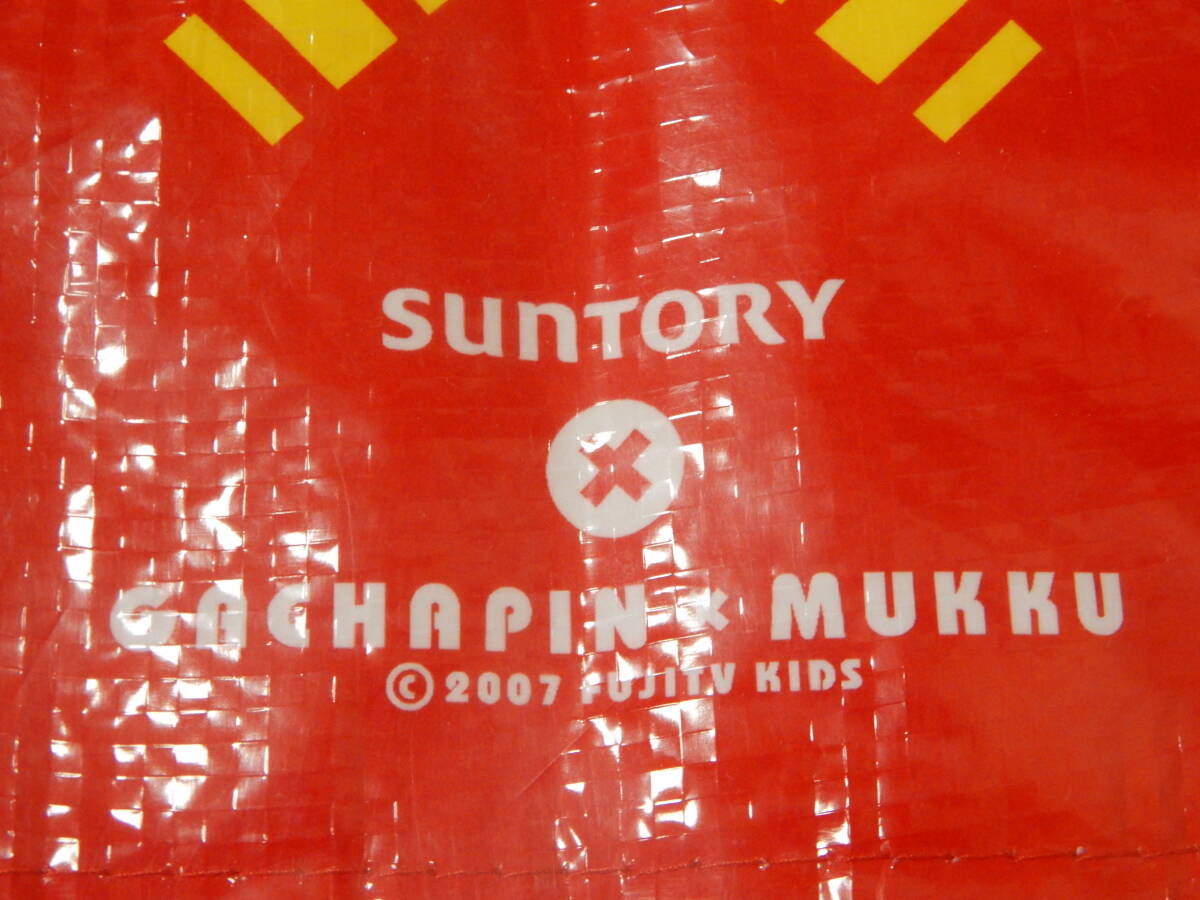 SUNTORY
×
GACHAPIN × MUKKU
© 2007 FUJITV KIDS